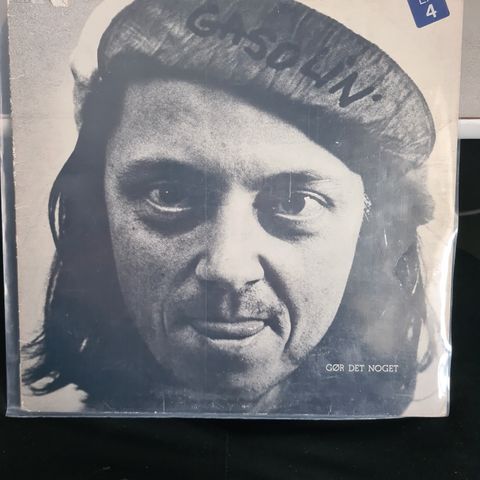 4
GASOLIN'
GØR DET NOGET